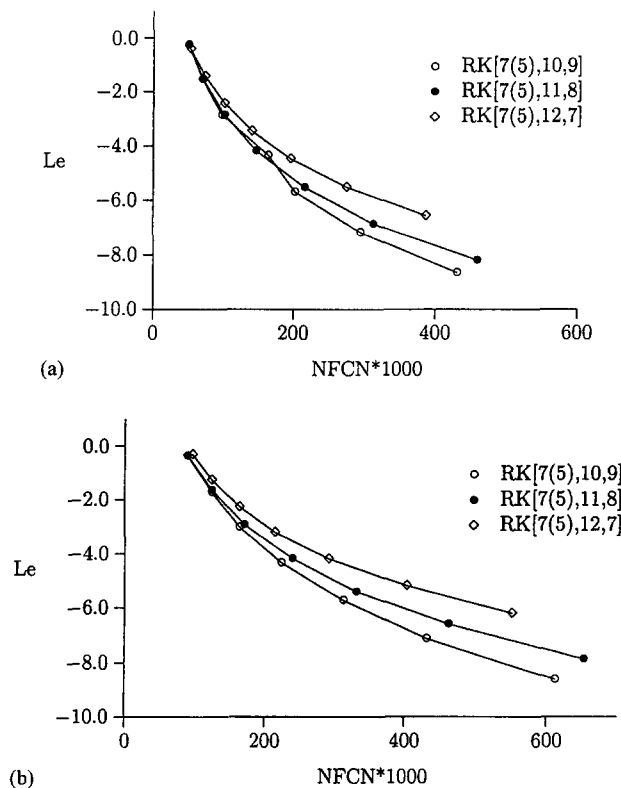 0.0
−2.0
−4.0
−6.0
−8.0
−10.0
Le
RK[7(5),10,9]
RK[7(5),11,8]
RK[7(5),12,7]
0
200
400
600
NFCN*1000
(a)
0.0
−2.0
−4.0
−6.0
−8.0
−10.0
Le
RK[7(5),10,9]
RK[7(5),11,8]
RK[7(5),12,7]
0
200
400
600
NFCN*1000
(b)